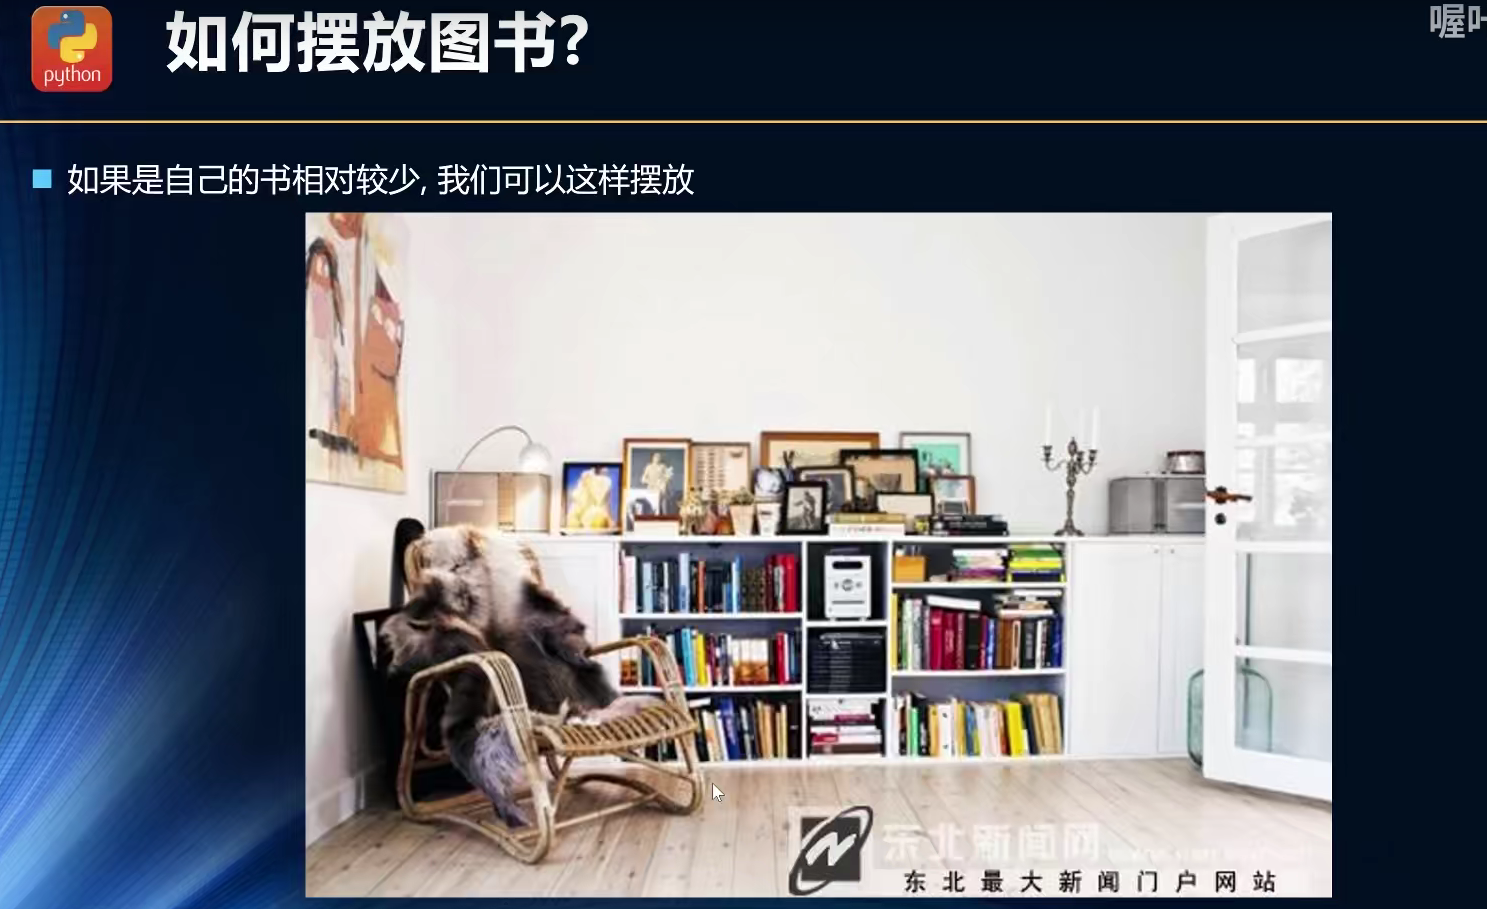 python
如何摆放图书?
喔
如果是自己的书相对较少, 我们可以这样摆放
东北新闻网
东北最大新闻门户网站